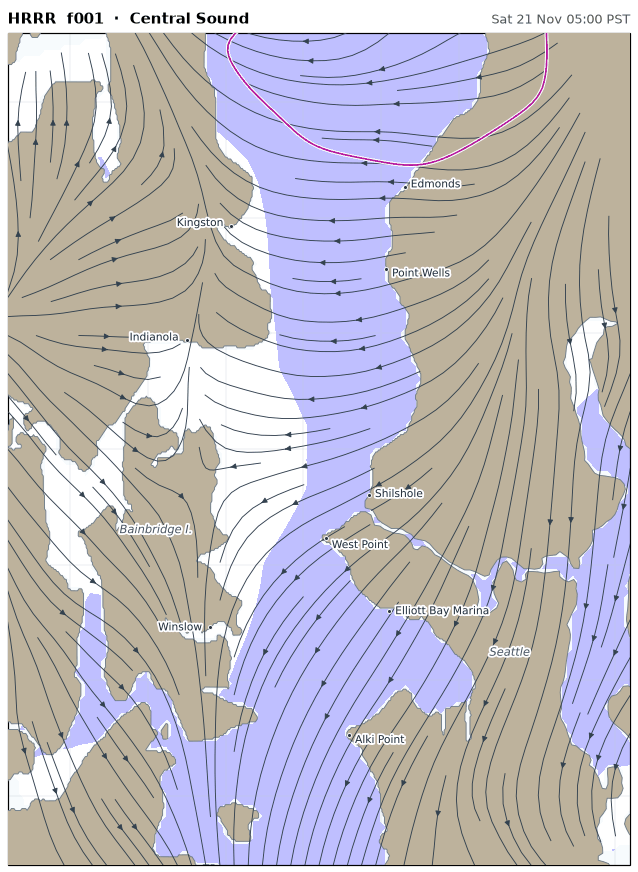 HRRR f001 · Central Sound
Sat 21 Nov 05:00 PST
Edmonds
Kingston
Point Wells
Indianola
Shilshole
Bainbridge I.
West Point
Elliott Bay Marina
Winslow
Seattle
Alki Point